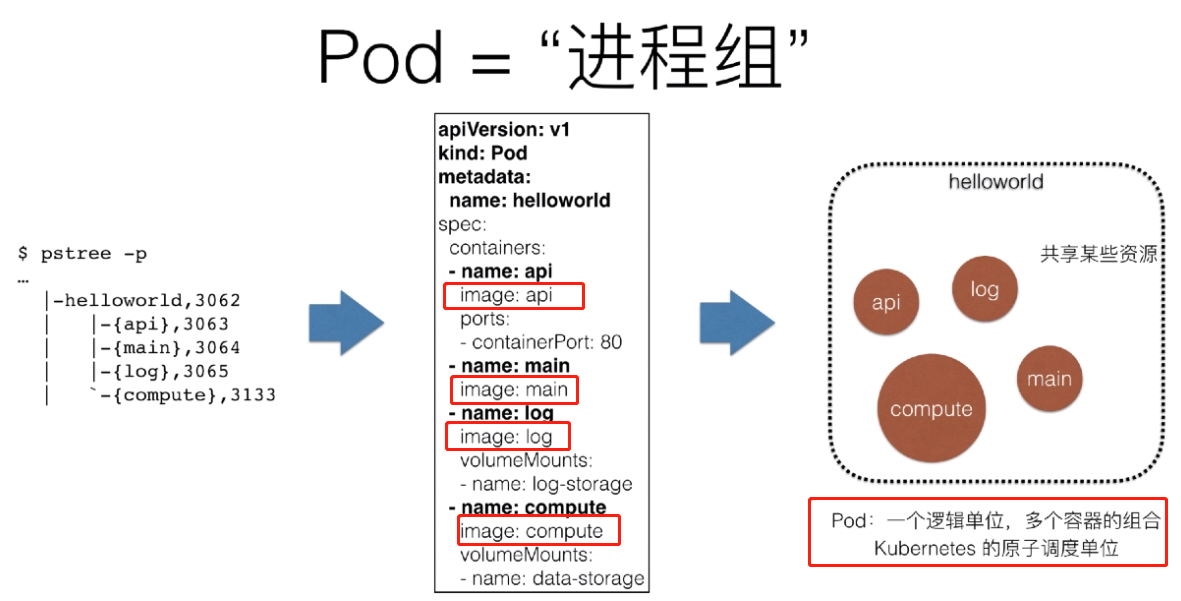 Pod = “进程组”
$ pstree -p
…
|-helloworld,3062
|   |-{api},3063
|   |-{main},3064
|   |-{log},3065
|   `-{compute},3133
apiVersion: v1
kind: Pod
metadata:
name: helloworld
spec:
containers:
- name: api
image: api
ports:
- containerPort: 80
- name: main
image: main
- name: log
image: log
volumeMounts:
- name: log-storage
- name: compute
image: compute
volumeMounts:
- name: data-storage
helloworld
共享某些资源
api
log
main
compute
Pod：一个逻辑单位，多个容器的组合
Kubernetes 的原子调度单位